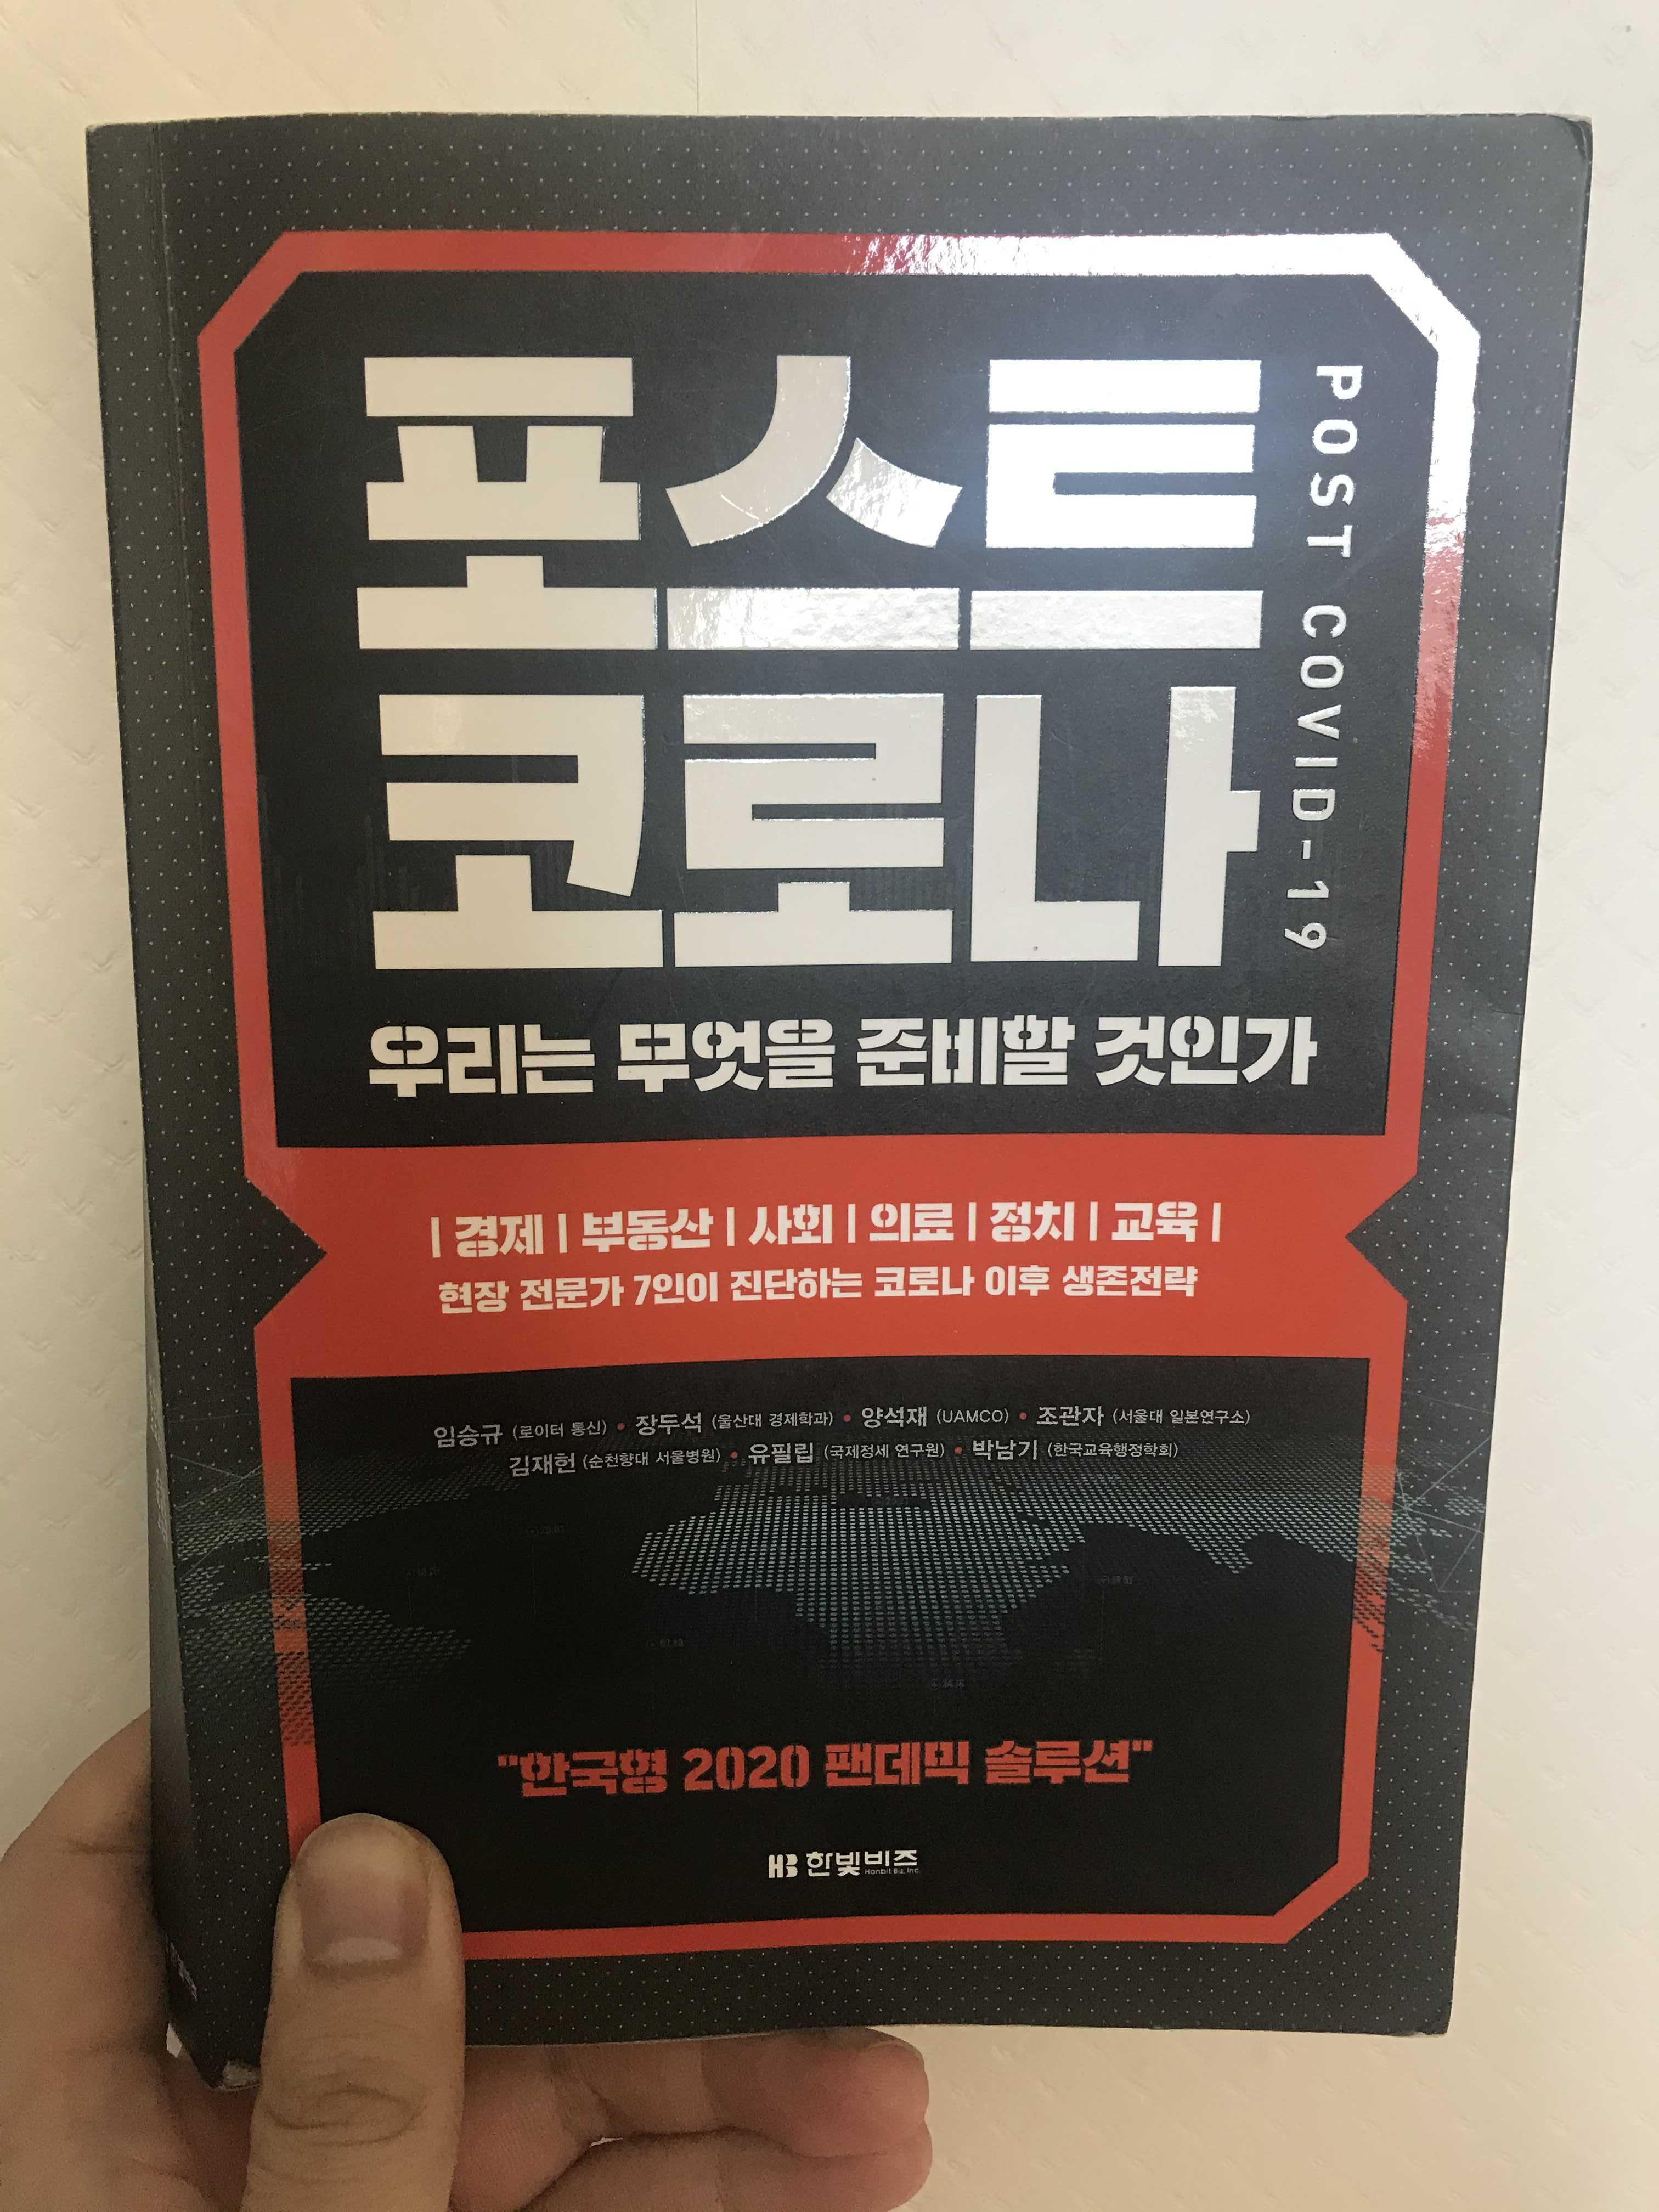 포스트
코로나
POST COVID-19
우리는 무엇을 준비할 것인가
| 경제 | 부동산 | 사회 | 의료 | 정치 | 교육 |
현장 전문가 7인이 진단하는 코로나 이후 생존전략
임승규 (로이터 통신) • 장두석 (울산대 경제학과) • 양석재 (UAMCO) • 조관자 (서울대 일본연구소)
김재헌 (순천향대 서울병원) • 유필립 (국제정세 연구원) • 박남기 (한국교육행정학회)
"한국형 2020 팬데믹 솔루션"
HB 한빛비즈
Hanbit Biz, Inc.